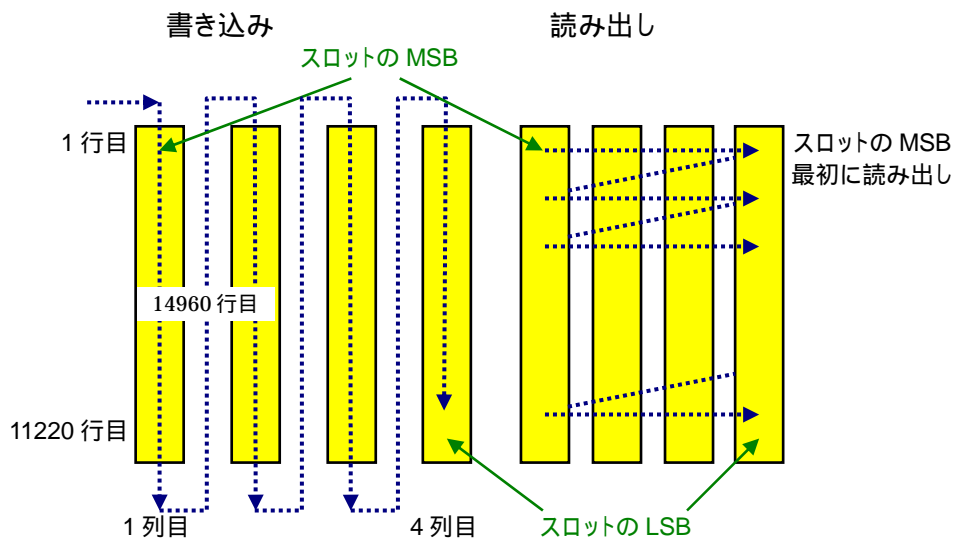 書き込み
読み出し
スロットの MSB
1 行目
スロットの MSB
最初に読み出し
14960 行目
11220 行目
1 列目
4 列目
スロットの LSB